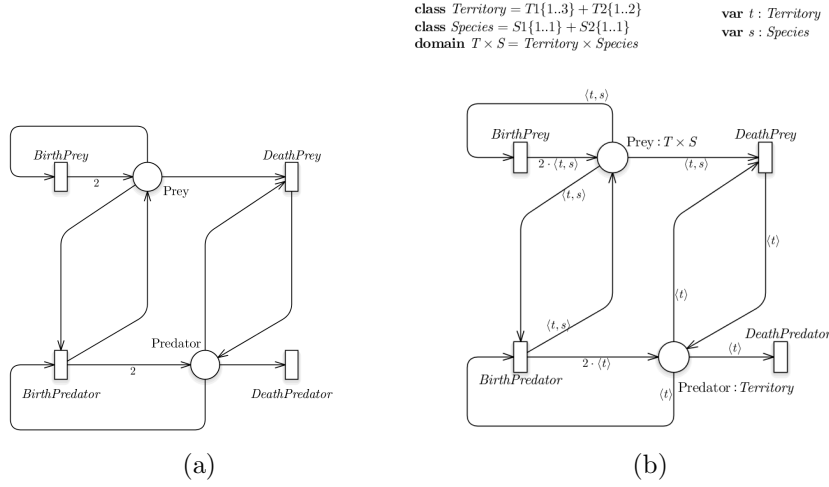 class Territory = T1{1..3} + T2{1..2}
class Species = S1{1..1} + S2{1..1}
domain T × S = Territory × Species
var t : Territory
var s : Species
BirthPrey
2
Prey
DeathPrey
Predator
2
BirthPredator
DeathPredator
(a)
⟨t, s⟩
BirthPrey
2 · ⟨t, s⟩
Prey : T × S
DeathPrey
⟨t, s⟩
⟨t, s⟩
⟨t⟩
⟨t⟩
⟨t, s⟩
DeathPredator
⟨t⟩
2 · ⟨t⟩
BirthPredator
Predator : Territory
⟨t⟩
(b)